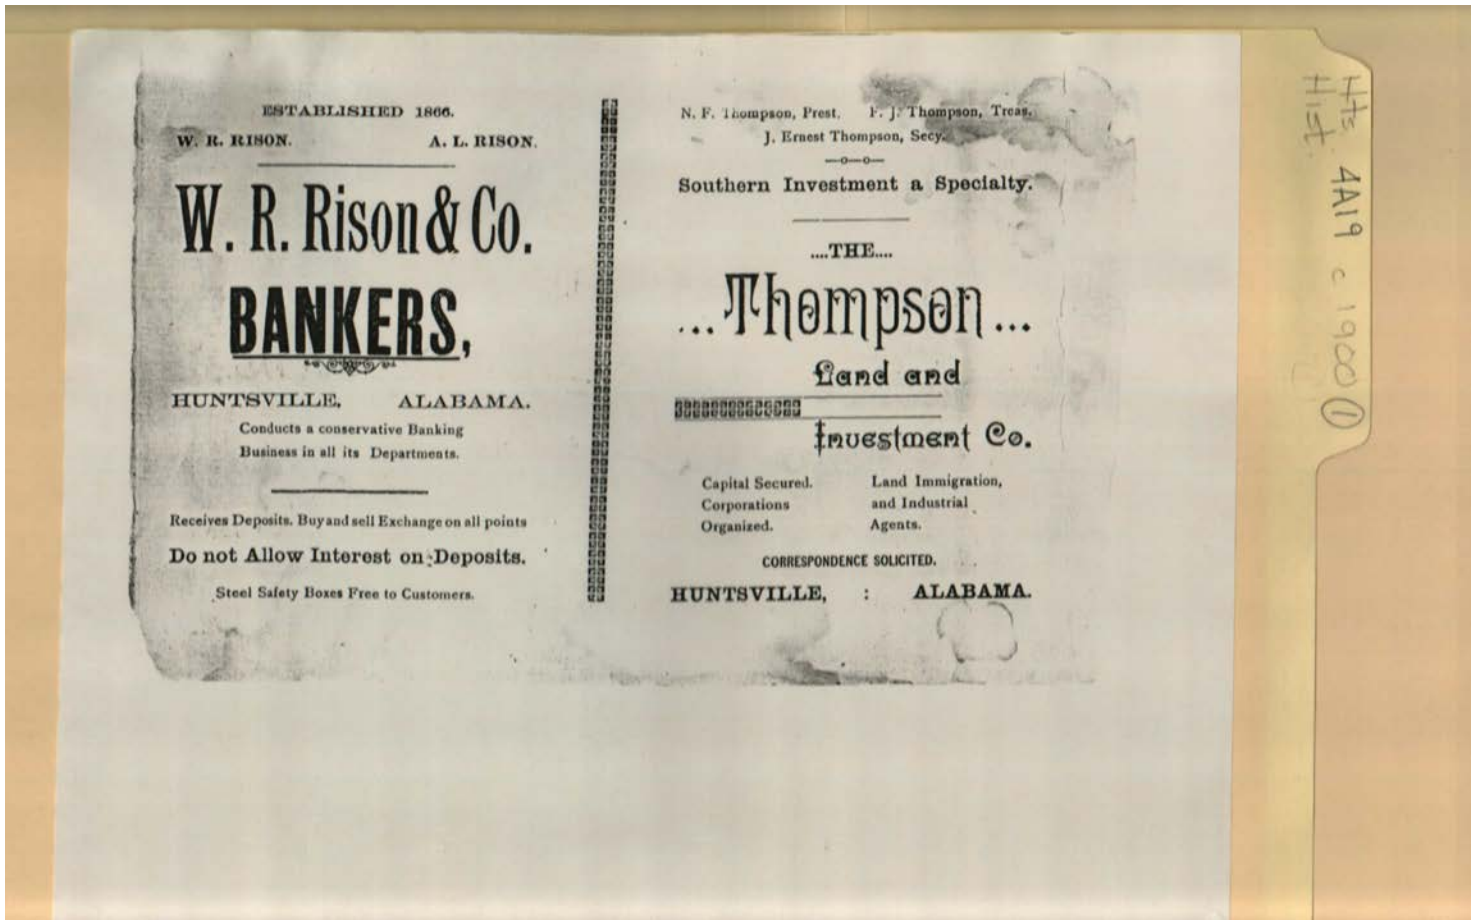 ESTABLISHED 1866.
W. R. RISON. A. L. RISON.
W. R. Rison & Co.
BANKERS,
HUNTSVILLE, ALABAMA.
Conducts a conservative Banking
Business in all its Departments.
Receives Deposits. Buy and sell Exchange on all points
Do not Allow Interest on Deposits.
Steel Safety Boxes Free to Customers.
N. F. Thompson, Prest. F. J. Thompson, Treas.
J. Ernest Thompson, Secy.
—o—o—
Southern Investment a Specialty.
....THE....
...Thompson...
Land and
Investment Co.
Capital Secured.
Corporations
Organized.
Land Immigration,
and Industrial
Agents.
CORRESPONDENCE SOLICITED.
HUNTSVILLE, : ALABAMA.
Hts 4A19 c 1900 ①
Hist.